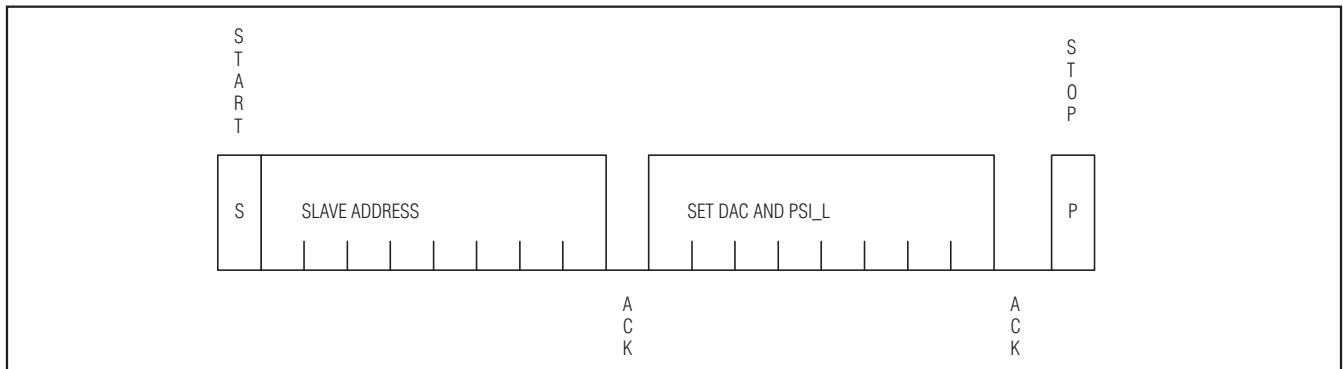 START
STOP
S
SLAVE ADDRESS
SET DAC AND PSI_L
P
ACK
ACK